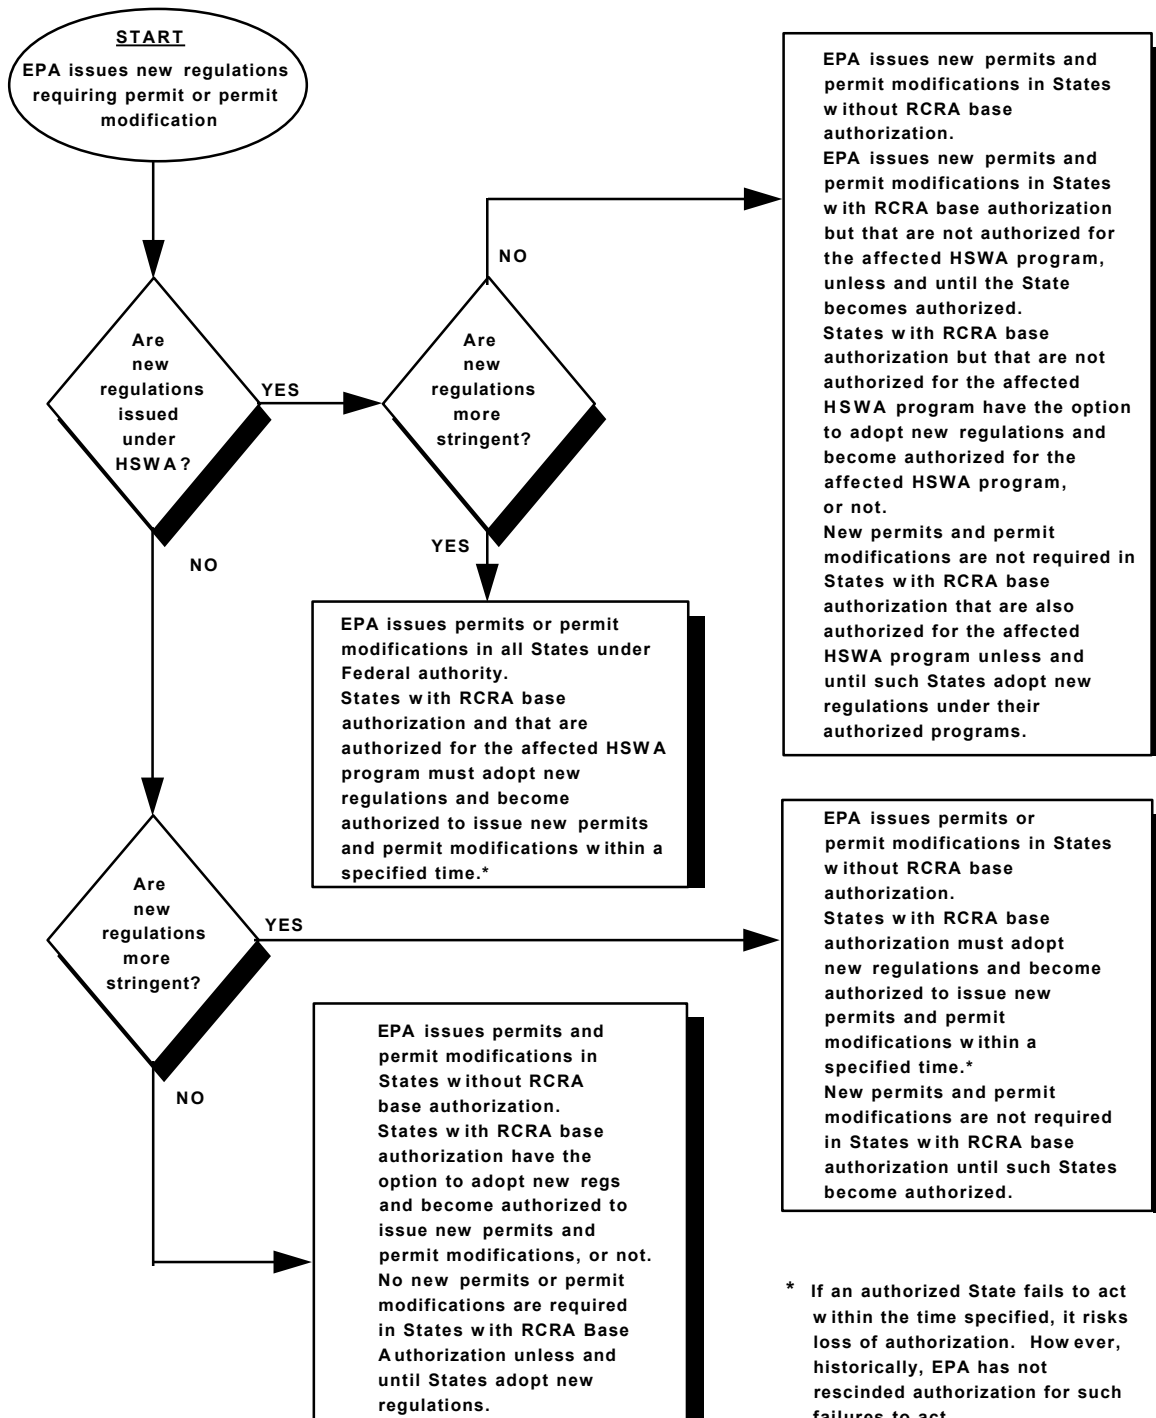 START
EPA issues new regulations
requiring permit or permit
modification
Are
new
regulations
issued
under
HSWA?
YES
NO
Are
new
regulations
more
stringent?
NO
YES
EPA issues new permits and
permit modifications in States
without RCRA base
authorization.
EPA issues new permits and
permit modifications in States
with RCRA base authorization
but that are not authorized for
the affected HSWA program,
unless and until the State
becomes authorized.
States with RCRA base
authorization but that are not
authorized for the affected
HSWA program have the option
to adopt new regulations and
become authorized for the
affected HSWA program,
or not.
New permits and permit
modifications are not required in
States with RCRA base
authorization that are also
authorized for the affected
HSWA program unless and
until such States adopt new
regulations under their
authorized programs.
EPA issues permits or permit
modifications in all States under
Federal authority.
States with RCRA base
authorization and that are
authorized for the affected HSWA
program must adopt new
regulations and become
authorized to issue new permits
and permit modifications within a
specified time.*
Are
new
regulations
more
stringent?
YES
NO
EPA issues permits or
permit modifications in States
without RCRA base
authorization.
States with RCRA base
authorization must adopt
new regulations and become
authorized to issue new
permits and permit
modifications within a
specified time.*
New permits and permit
modifications are not required
in States with RCRA base
authorization until such States
become authorized.
EPA issues permits and
permit modifications in
States without RCRA
base authorization.
States with RCRA base
authorization have the
option to adopt new regs
and become authorized to
issue new permits and
permit modifications, or not.
No new permits or permit
modifications are required
in States with RCRA Base
Authorization unless and
until States adopt new
regulations.
* If an authorized State fails to act
within the time specified, it risks
loss of authorization. However,
historically, EPA has not
rescinded authorization for such
failures to act